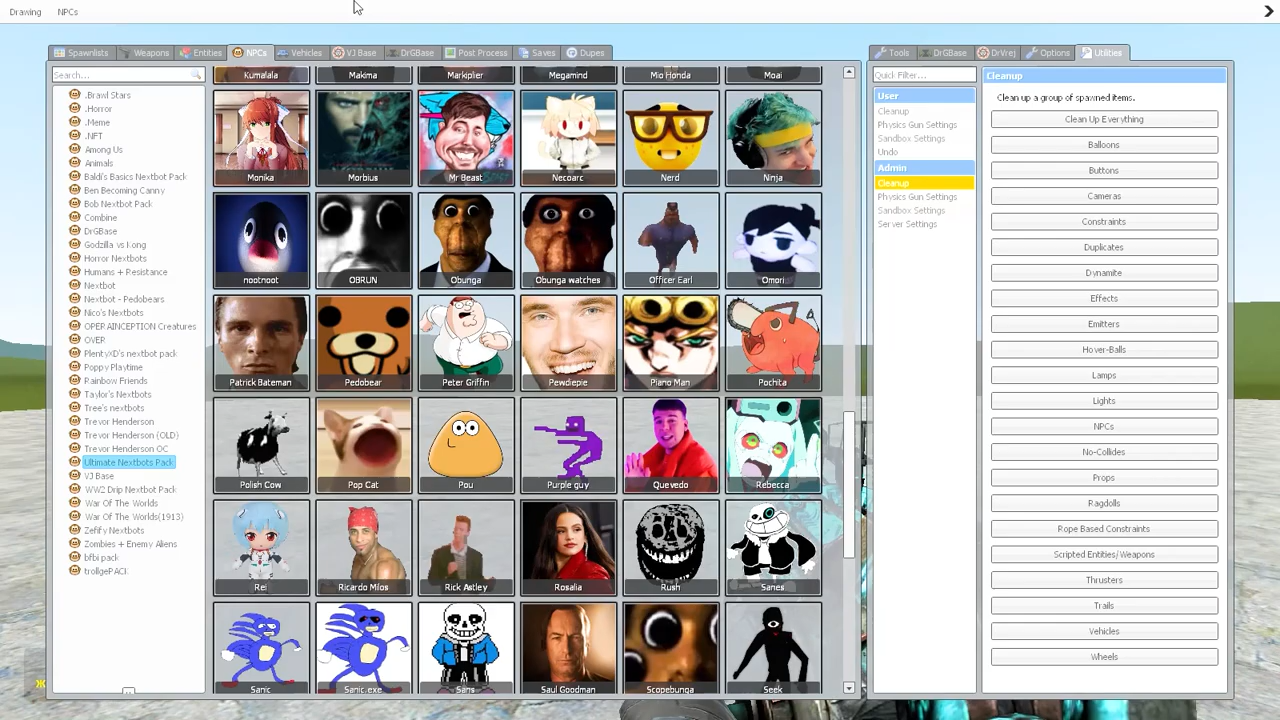 Drawing NPCs
Spawnlists Weapons Entities NPCs Vehicles VJ Base DrGBase Post Process Saves Dupes
Search...
.Brawl Stars
.Horror
.Meme
.NFT
Among Us
Animals
Baldi's Basics Nextbot Pack
Ben Becoming Canny
Bob Nextbot Pack
Combine
DrGBase
Godzilla vs kong
Horror Nextbots
Humans + Resistance
Nextbot
Nextbot - Pedobears
Nico's Nextbots
OPER AINCEPTION Creatures
OVER
PlentyXD's nextbot pack
Poppy Playtime
Rainbow Friends
Taylor's Nextbots
Tree's nextbots
Trevor Henderson
Trevor Henderson (OLD)
Trevor Henderson OC
Ultimate Nextbots Pack
VJ Base
WW2 Drip Nextbot Pack
War Of The Worlds
War Of The Worlds(1913)
Zefify Nextbots
Zombies + Enemy Aliens
bfbi pack
trollgePACK
Kumalala Makima Markiplier Megamind Mio Honda Moai
Monika Morbius Mr Beast Necoarc Nerd Ninja
nootnoot OBRUN Obunga Obunga watches Officer Earl Omori
Patrick Bateman Pedobear Peter Griffin Pewdiepie Piano Man Pochita
Polish Cow Pop Cat Pou Purple guy Quevedo Rebecca
Rei Ricardo Milos Rick Astley Rosalia Rush Sanes
Sanic Sanic.exe Sans Saul Goodman Scopebunga Seek
Tools DrGBase DrVrej Options Utilities
Quick Filter...
User
Cleanup
Physics Gun Settings
Sandbox Settings
Undo
Admin
Cleanup
Physics Gun Settings
Sandbox Settings
Server Settings
Cleanup
Clean up a group of spawned items.
Clean Up Everything
Balloons
Buttons
Cameras
Constraints
Duplicates
Dynamite
Effects
Emitters
Hover-Balls
Lamps
Lights
NPCs
No-Collides
Props
Ragdolls
Rope Based Constraints
Scripted Entities/Weapons
Thrusters
Trails
Vehicles
Wheels
Ж